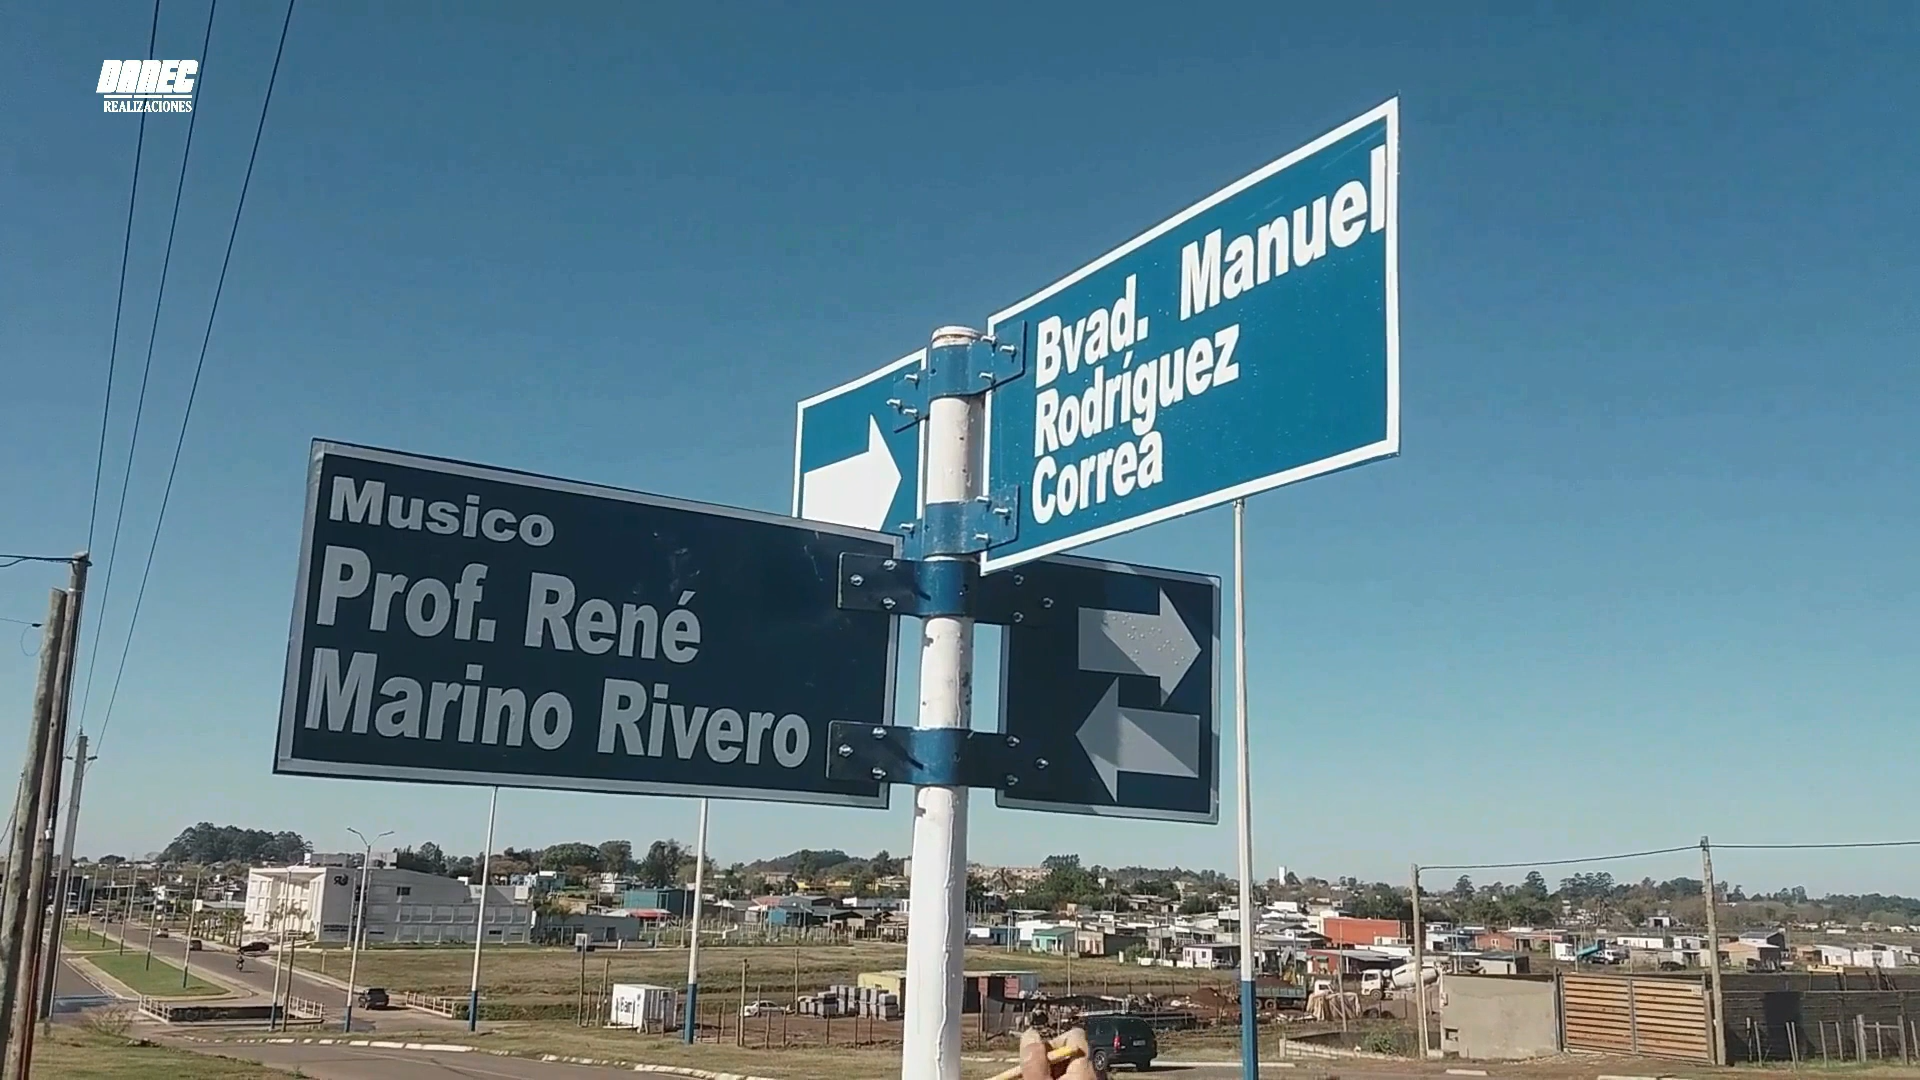 DANEC
REALIZACIONES
Bvad. Manuel
Rodríguez
Correa
Musico
Prof. René
Marino Rivero